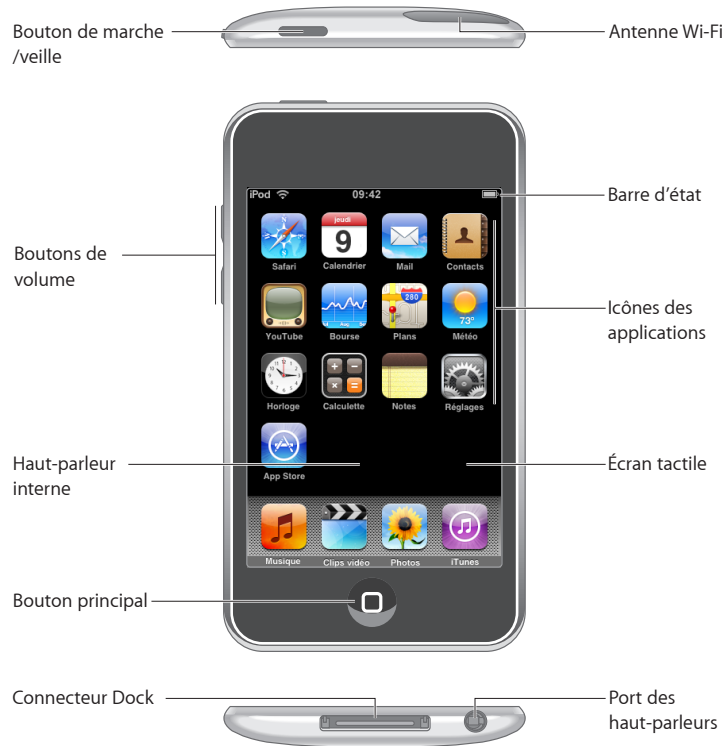 Bouton de marche
/veille
Antenne Wi-Fi
iPod
09:42
Barre d'état
jeudi
9
Safari
Calendrier
Mail
Contacts
Boutons de
volume
280
73°
YouTube
Bourse
Plans
Météo
Icônes des
applications
Horloge
Calculette
Notes
Réglages
App Store
Haut-parleur
interne
Écran tactile
Musique
Clips vidéo
Photos
iTunes
Bouton principal
Connecteur Dock
Port des
haut-parleurs